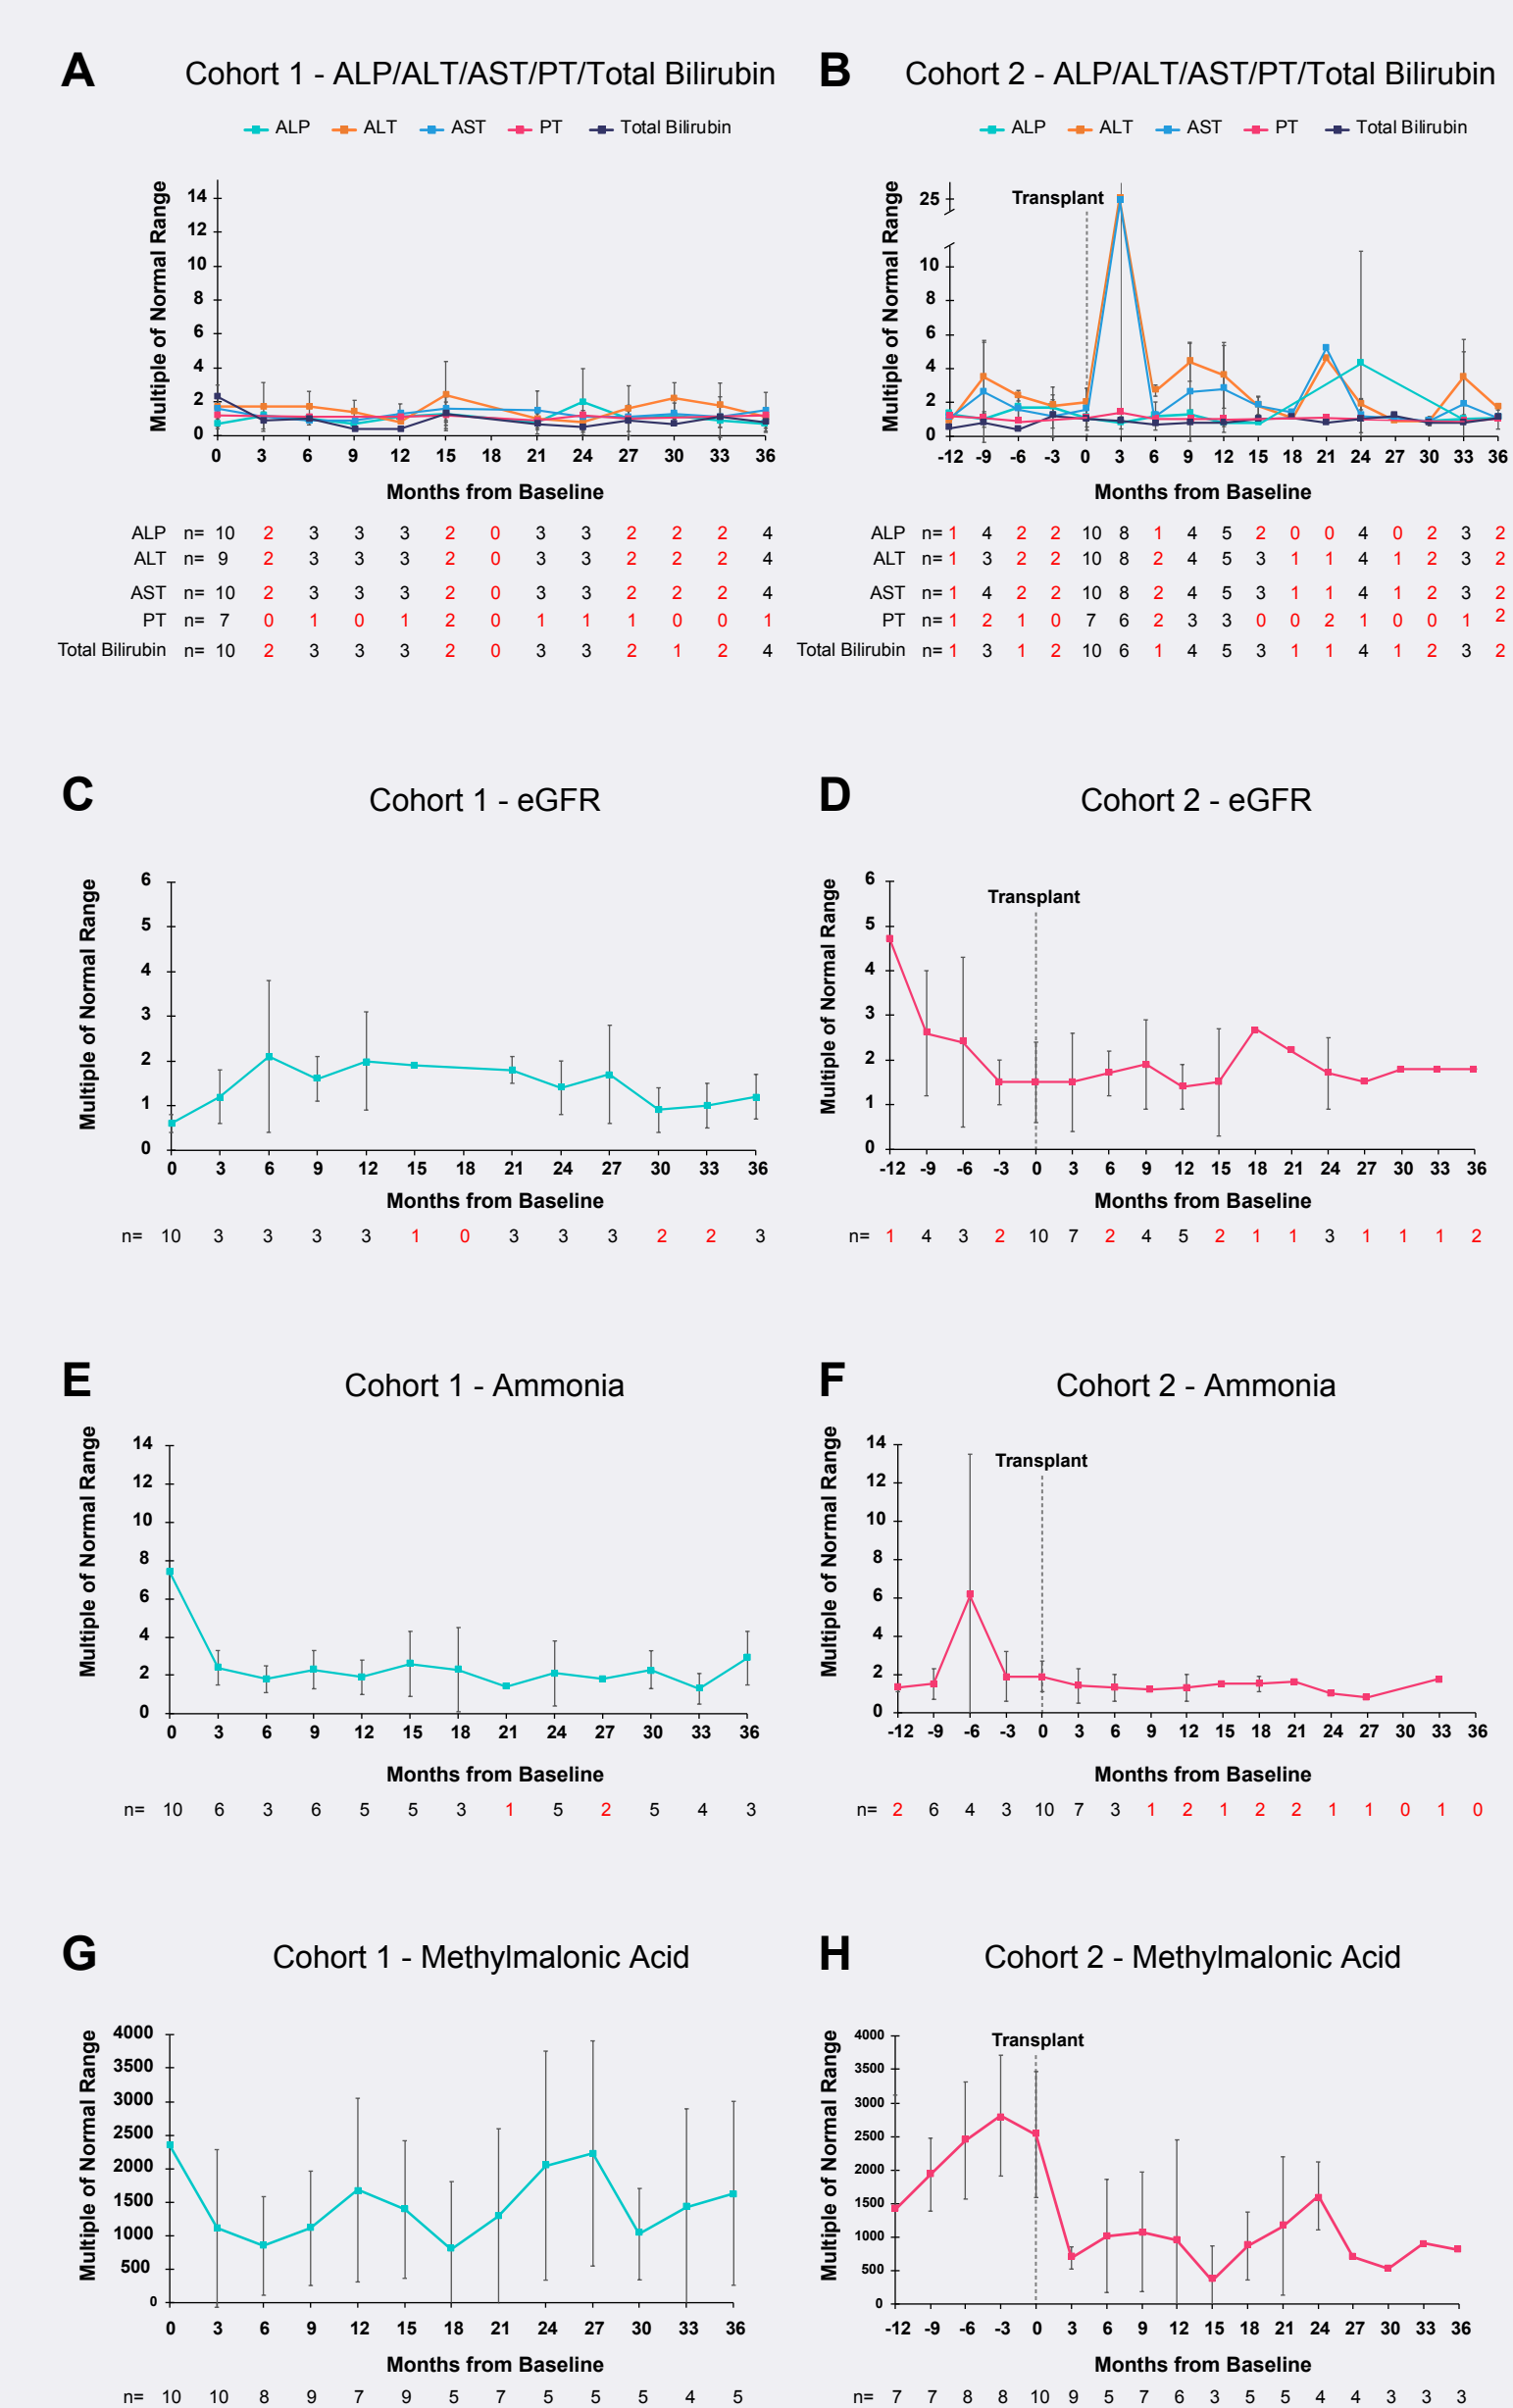 A Cohort 1 - ALP/ALT/AST/PT/Total Bilirubin
ALP ALT AST PT Total Bilirubin
Multiple of Normal Range
14
12
10
8
6
4
2
0
0 3 6 9 12 15 18 21 24 27 30 33 36
Months from Baseline
ALP n= 10 2 3 3 3 2 0 3 3 2 2 2 4
ALT n= 9 2 3 3 3 2 0 3 3 2 2 2 4
AST n= 10 2 3 3 3 2 0 3 3 2 2 2 4
PT n= 7 0 1 0 1 2 0 1 1 1 0 0 1
Total Bilirubin n= 10 2 3 3 3 2 0 3 3 2 1 2 4
B Cohort 2 - ALP/ALT/AST/PT/Total Bilirubin
ALP ALT AST PT Total Bilirubin
Multiple of Normal Range
Transplant
25
10
8
6
4
2
0
-12 -9 -6 -3 0 3 6 9 12 15 18 21 24 27 30 33 36
Months from Baseline
ALP n= 1 4 2 2 10 8 1 4 5 2 0 0 4 0 2 3 2
ALT n= 1 3 2 2 10 8 2 4 5 3 1 1 4 1 2 3 2
AST n= 1 4 2 2 10 8 2 4 5 3 1 1 4 1 2 3 2
PT n= 1 2 1 0 7 6 2 3 3 0 0 2 1 0 0 1 2
Total Bilirubin n= 1 3 1 2 10 6 1 4 5 3 1 1 4 1 2 3 2
C Cohort 1 - eGFR
Multiple of Normal Range
6
5
4
3
2
1
0
0 3 6 9 12 15 18 21 24 27 30 33 36
Months from Baseline
n= 10 3 3 3 3 1 0 3 3 3 2 2 3
D Cohort 2 - eGFR
Multiple of Normal Range
Transplant
6
5
4
3
2
1
0
-12 -9 -6 -3 0 3 6 9 12 15 18 21 24 27 30 33 36
Months from Baseline
n= 1 4 3 2 10 7 2 4 5 2 1 1 3 1 1 1 2
E Cohort 1 - Ammonia
Multiple of Normal Range
14
12
10
8
6
4
2
0
0 3 6 9 12 15 18 21 24 27 30 33 36
Months from Baseline
n= 10 6 3 6 5 5 3 1 5 2 5 4 3
F Cohort 2 - Ammonia
Multiple of Normal Range
Transplant
14
12
10
8
6
4
2
0
-12 -9 -6 -3 0 3 6 9 12 15 18 21 24 27 30 33 36
Months from Baseline
n= 2 6 4 3 10 7 3 1 2 1 2 2 1 1 0 1 0
G Cohort 1 - Methylmalonic Acid
Multiple of Normal Range
4000
3500
3000
2500
2000
1500
1000
500
0
0 3 6 9 12 15 18 21 24 27 30 33 36
Months from Baseline
n= 10 10 8 9 7 9 5 7 5 5 5 4 5
H Cohort 2 - Methylmalonic Acid
Multiple of Normal Range
Transplant
4000
3500
3000
2500
2000
1500
1000
500
0
-12 -9 -6 -3 0 3 6 9 12 15 18 21 24 27 30 33 36
Months from Baseline
n= 7 7 8 8 10 9 5 7 6 3 5 5 4 4 3 3 3